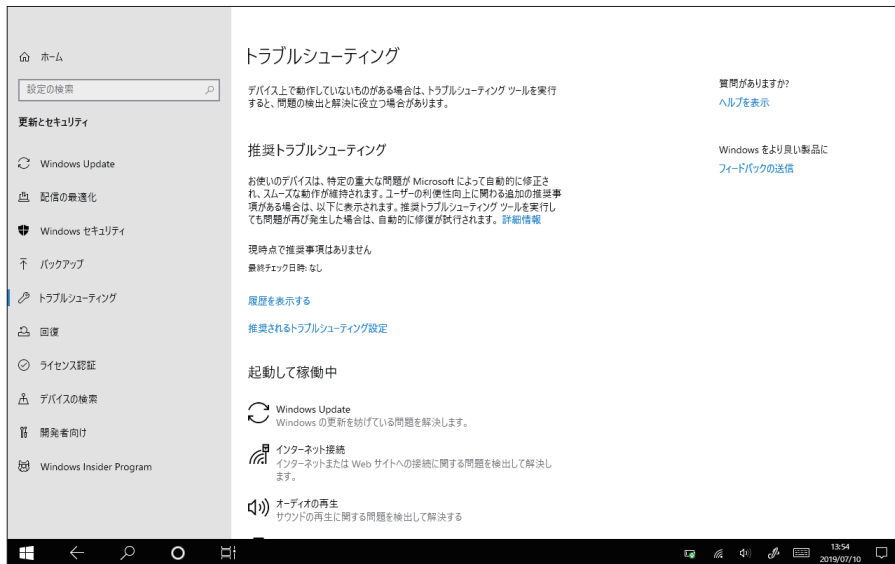 ホーム
設定の検索
更新とセキュリティ
Windows Update
配信の最適化
Windows セキュリティ
バックアップ
トラブルシューティング
回復
ライセンス認証
デバイスの検索
開発者向け
Windows Insider Program
トラブルシューティング
デバイス上で動作していないものがある場合は、トラブルシューティング ツールを実行
すると、問題の検出と解決に役立つ場合があります。
推奨トラブルシューティング
お使いのデバイスは、特定の重大な問題が Microsoft によって自動的に修正さ
れ、スムーズな動作が維持されます。ユーザーの利便性向上に関わる追加の推奨事
項がある場合は、以下に表示されます。推奨トラブルシューティング ツールを実行し
ても問題が再び発生した場合は、自動的に修復が試行されます。 詳細情報
現時点で推奨事項はありません
最終チェック日時: なし
履歴を表示する
推奨されるトラブルシューティング設定
起動して稼働中
Windows Update
Windows の更新を妨げている問題を解決します。
インターネット接続
インターネットまたは Web サイトへの接続に関する問題を検出して解決し
ます。
オーディオの再生
サウンドの再生に関する問題を検出して解決する
質問がありますか?
ヘルプを表示
Windows をより良い製品に
フィードバックの送信
13:54
2019/07/10